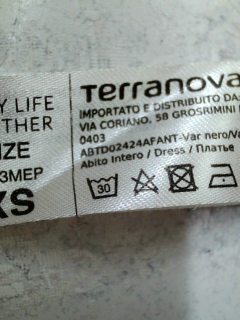 Y LIFE
THER
ZE
ЗМЕР
XS
Terranova
IMPORTATO E DISTRIBUITO DA
VIA CORIANO, 58 GROSRIMINI
0403
ABTD02424AFANT-Var nero/Va
Abito Intero / Dress / Платье
30